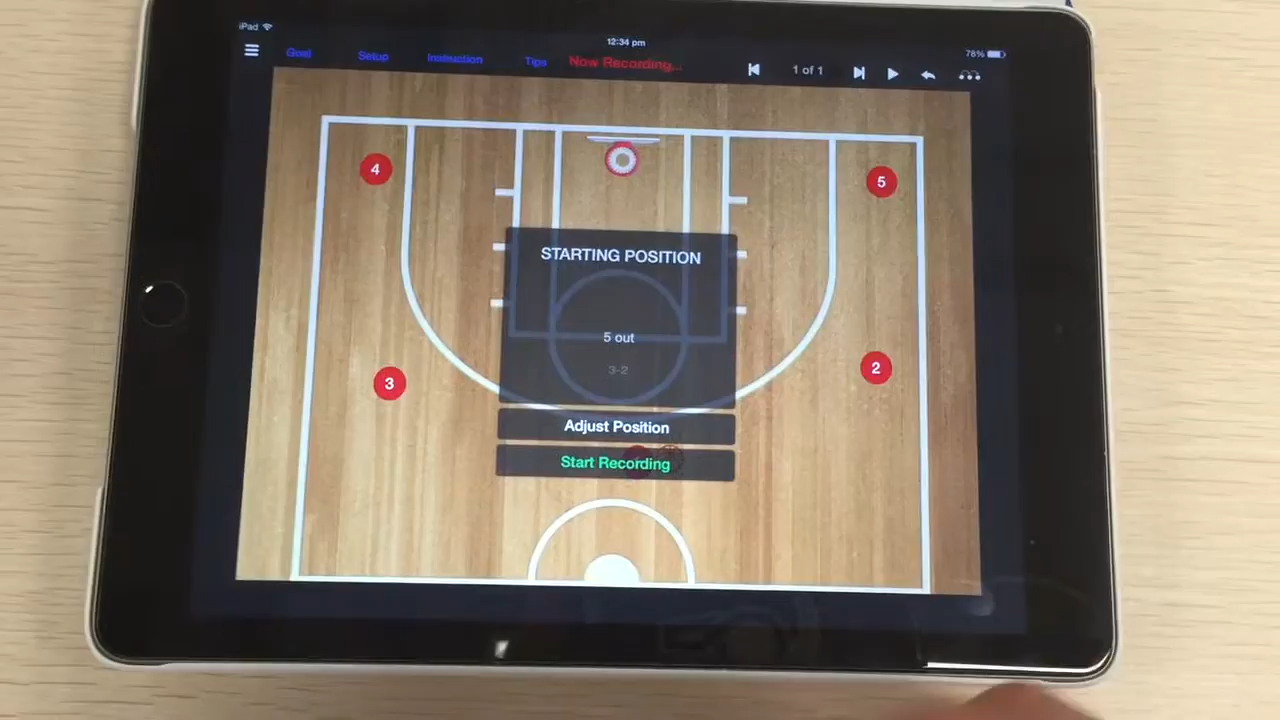 iPad
12:34 pm
78%
Goal
Setup
Instruction
Tips
Now Recording...
1 of 1
4
5
STARTING POSITION
5 out
3-2
3
2
Adjust Position
Start Recording